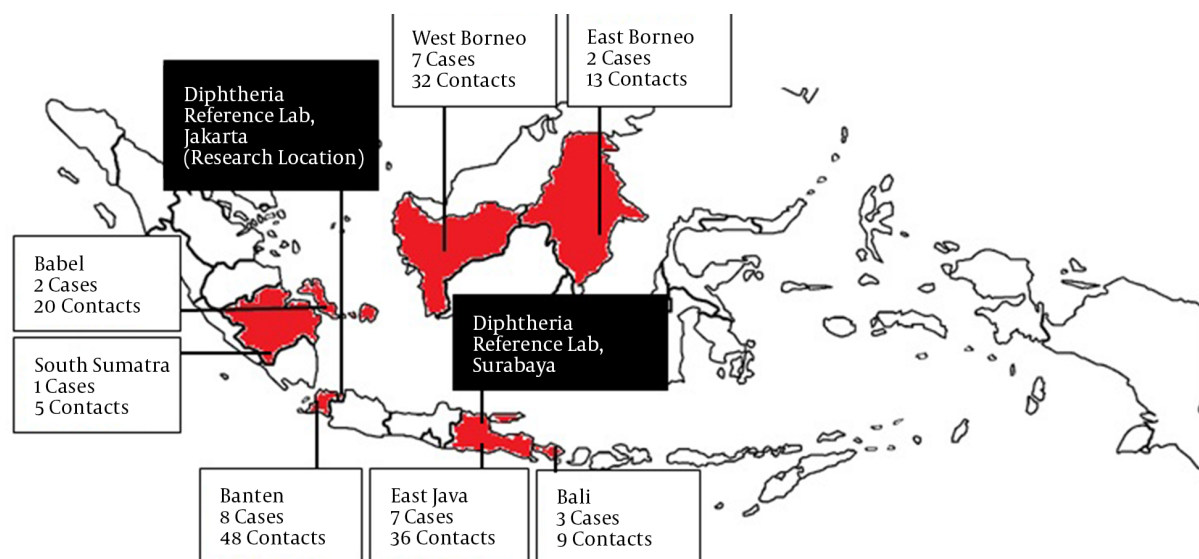 West Borneo
7 Cases
32 Contacts
East Borneo
2 Cases
13 Contacts
Diphtheria
Reference Lab,
Jakarta
(Research Location)
Babel
2 Cases
20 Contacts
South Sumatra
1 Cases
5 Contacts
Diphtheria
Reference Lab,
Surabaya
Banten
8 Cases
48 Contacts
East Java
7 Cases
36 Contacts
Bali
3 Cases
9 Contacts